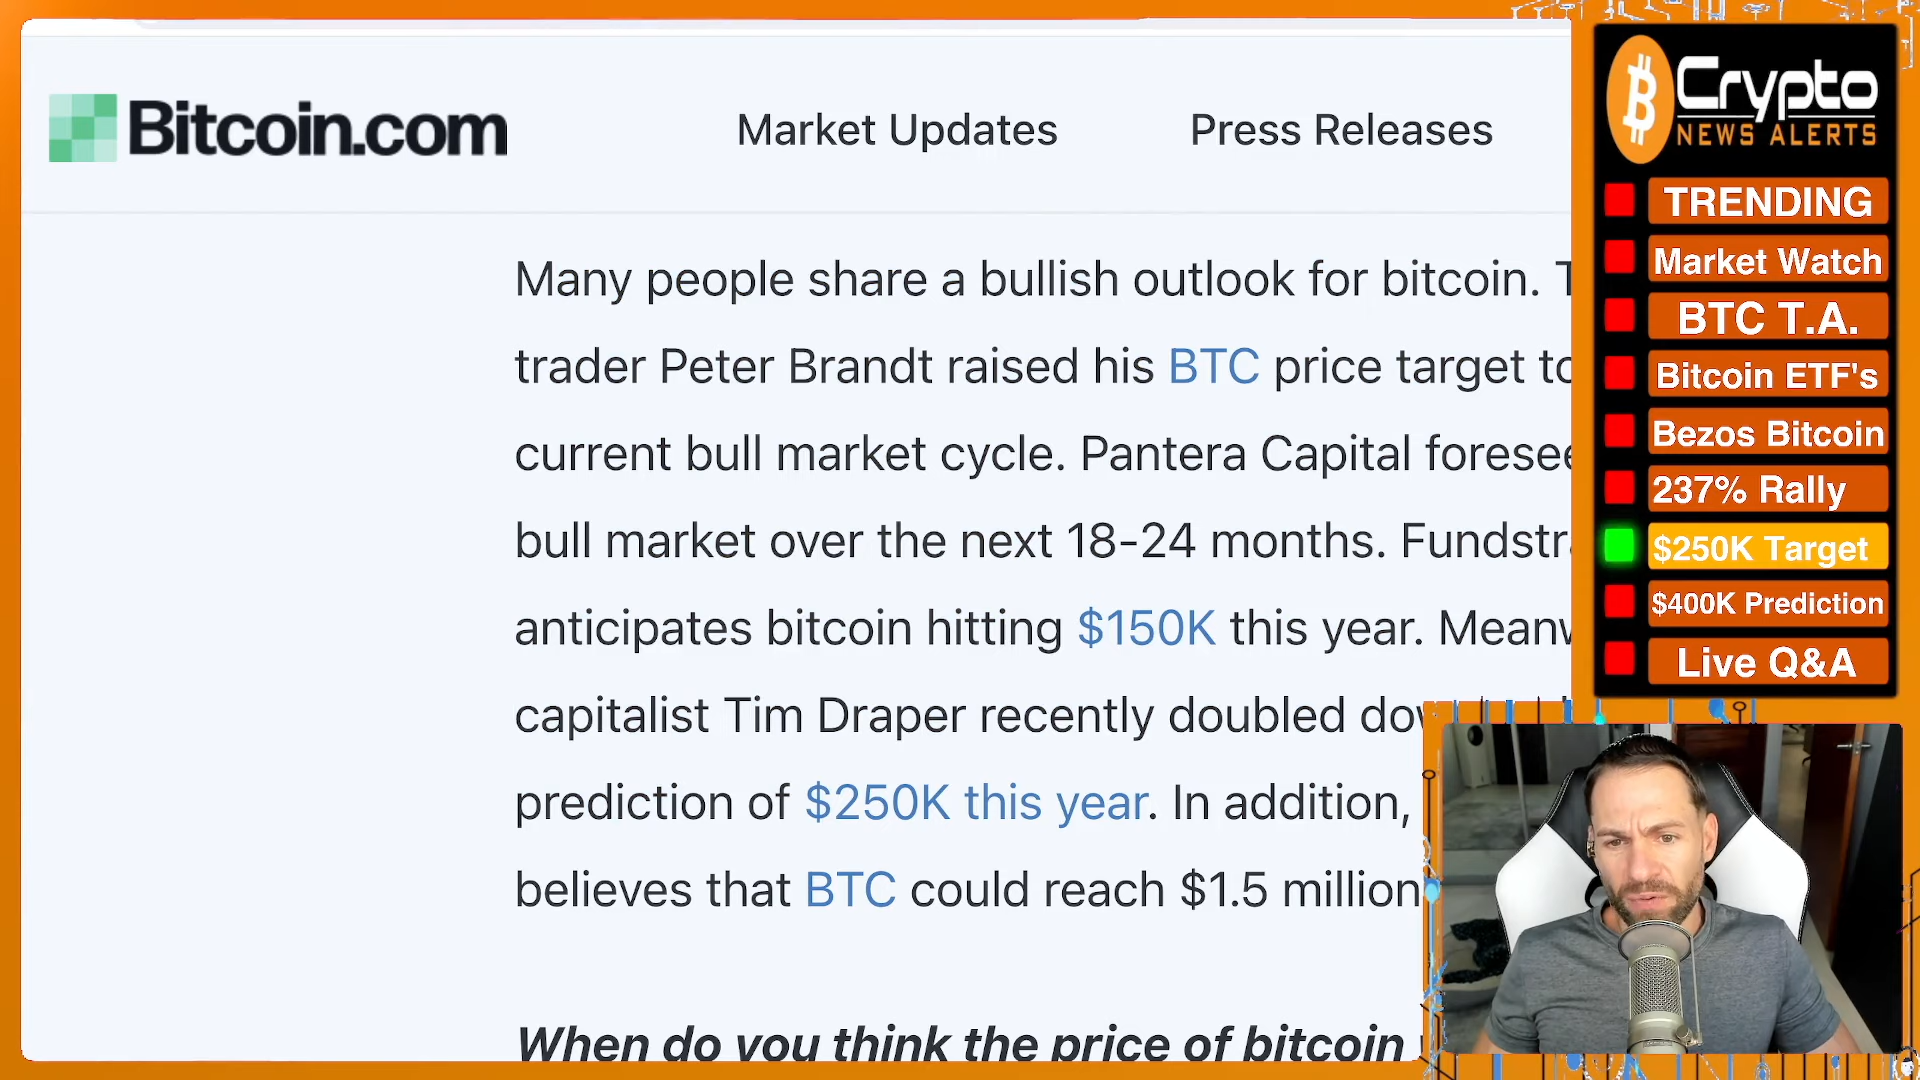 Bitcoin.com
Market Updates
Press Releases
Many people share a bullish outlook for bitcoin.
trader Peter Brandt raised his BTC price target to
current bull market cycle. Pantera Capital
bull market over the next 18-24 months.
anticipates bitcoin hitting $150K this year.
capitalist Tim Draper recently doubled
prediction of $250K this year. In addition,
believes that BTC could reach $1.5 million
When do you think the price of bitcoin
Crypto
NEWS ALERTS
TRENDING
Market Watch
BTC T.A.
Bitcoin ETF's
Bezos Bitcoin
237% Rally
$250K Target
$400K Prediction
Live Q&A